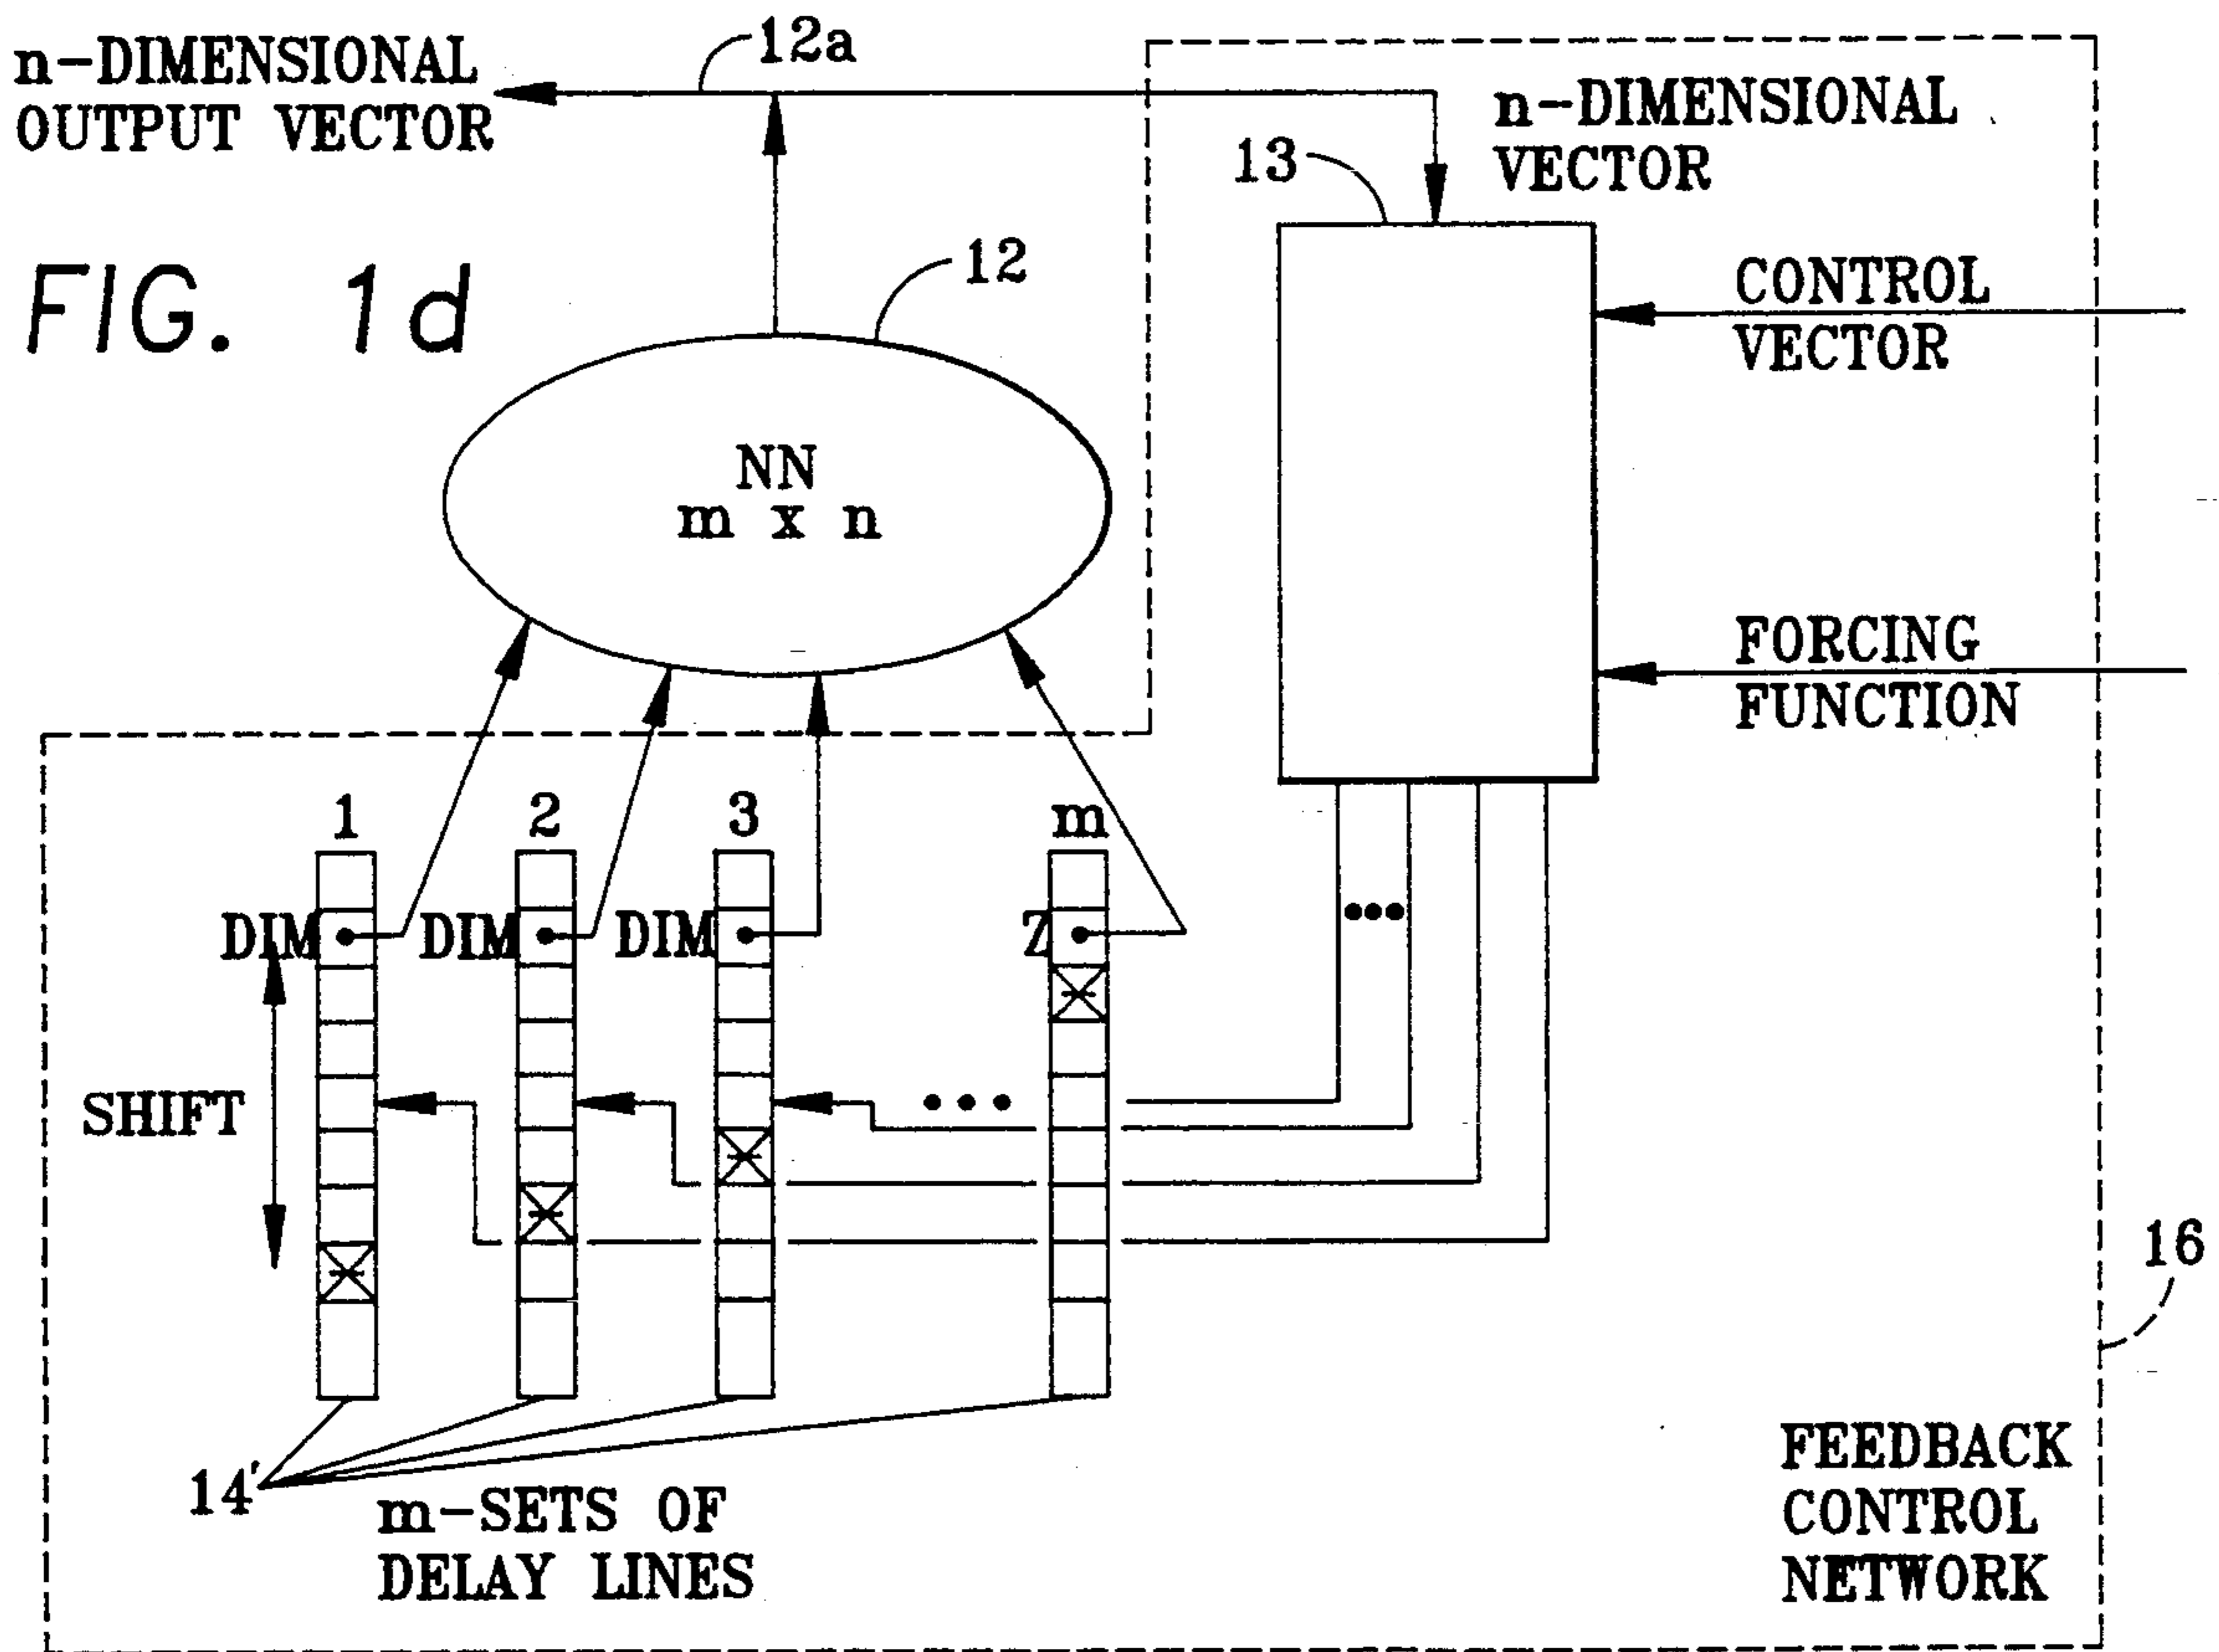 n-DIMENSIONAL
OUTPUT VECTOR
12a
n-DIMENSIONAL
VECTOR
13
FIG. 1d
12
CONTROL
VECTOR
NN
m x n
FORCING
FUNCTION
1 2 3 m
DIM DIM DIM Z
SHIFT
16
14'
m-SETS OF
DELAY LINES
FEEDBACK
CONTROL
NETWORK